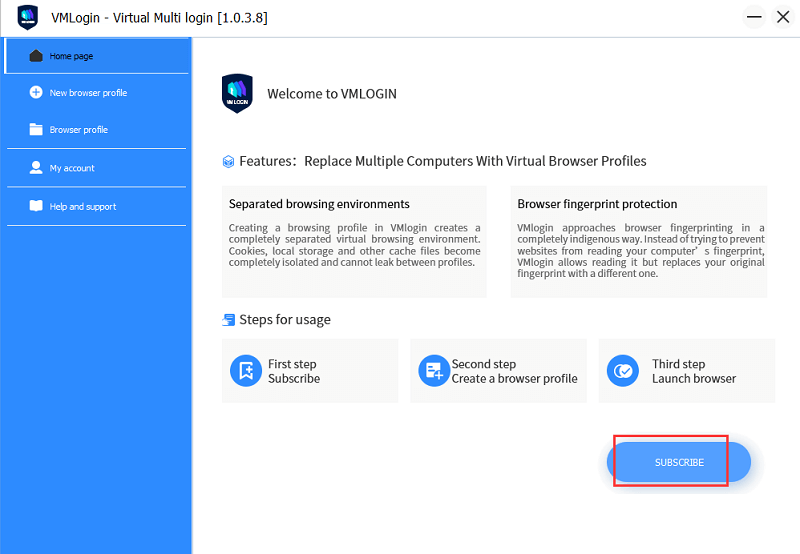 VMLogin - Virtual Multi login [1.0.3.8]
Home page
New browser profile
Browser profile
My account
Help and support
VMLOGIN
Welcome to VMLOGIN
Features: Replace Multiple Computers With Virtual Browser Profiles
Separated browsing environments
Creating a browsing profile in VMlogin creates a
completely separated virtual browsing environment.
Cookies, local storage and other cache files become
completely isolated and cannot leak between profiles.
Browser fingerprint protection
VMlogin approaches browser fingerprinting in a
completely indigenous way. Instead of trying to prevent
websites from reading your computer’s fingerprint,
VMlogin allows reading it but replaces your original
fingerprint with a different one.
Steps for usage
First step
Subscribe
Second step
Create a browser profile
Third step
Launch browser
SUBSCRIBE